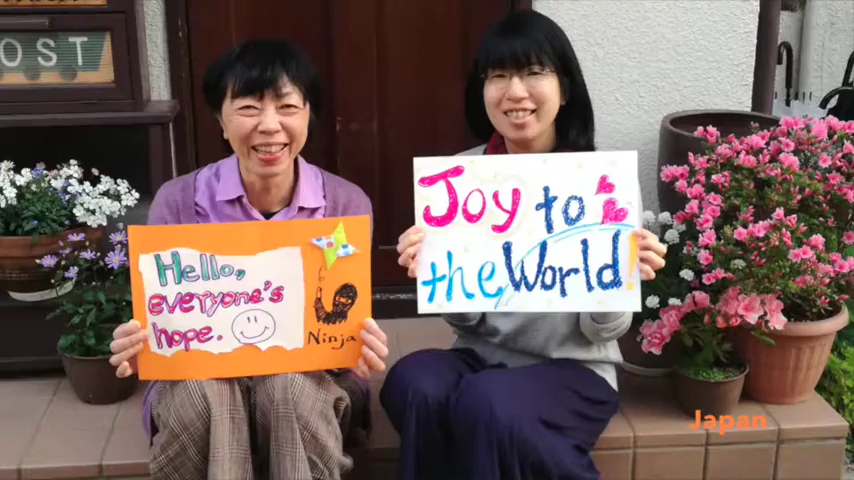 OST
Hello,
everyone's
hope.
Ninja
Joy to
the World!
Japan